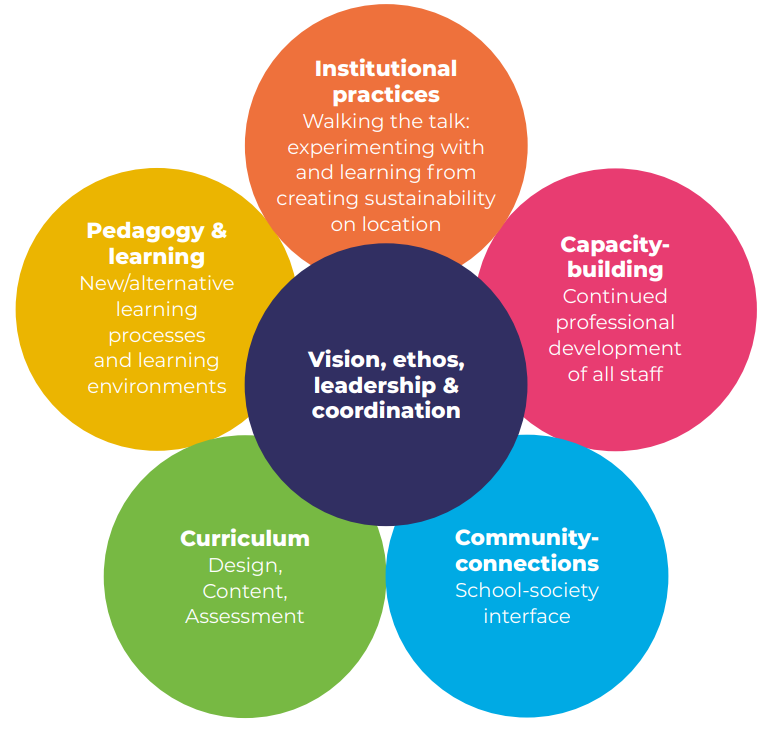 Institutional
practices
Walking the talk:
experimenting with
and learning from
creating sustainability
on location
Pedagogy &
learning
New/alternative
learning
processes
and learning
environments
Capacity-
building
Continued
professional
development
of all staff
Vision, ethos,
leadership &
coordination
Curriculum
Design,
Content,
Assessment
Community-
connections
School-society
interface